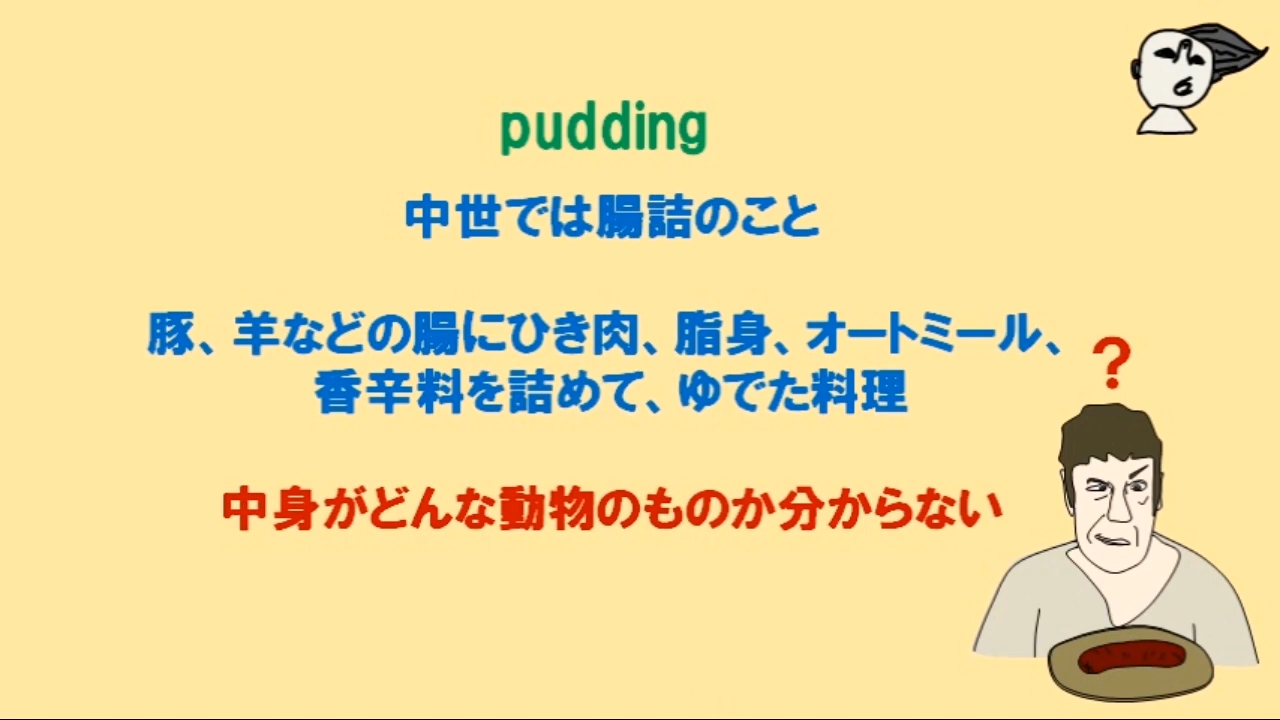 pudding
中世では腸詰のこと
豚、羊などの腸にひき肉、脂身、オートミール、
香辛料を詰めて、ゆでた料理
?
中身がどんな動物のものか分からない